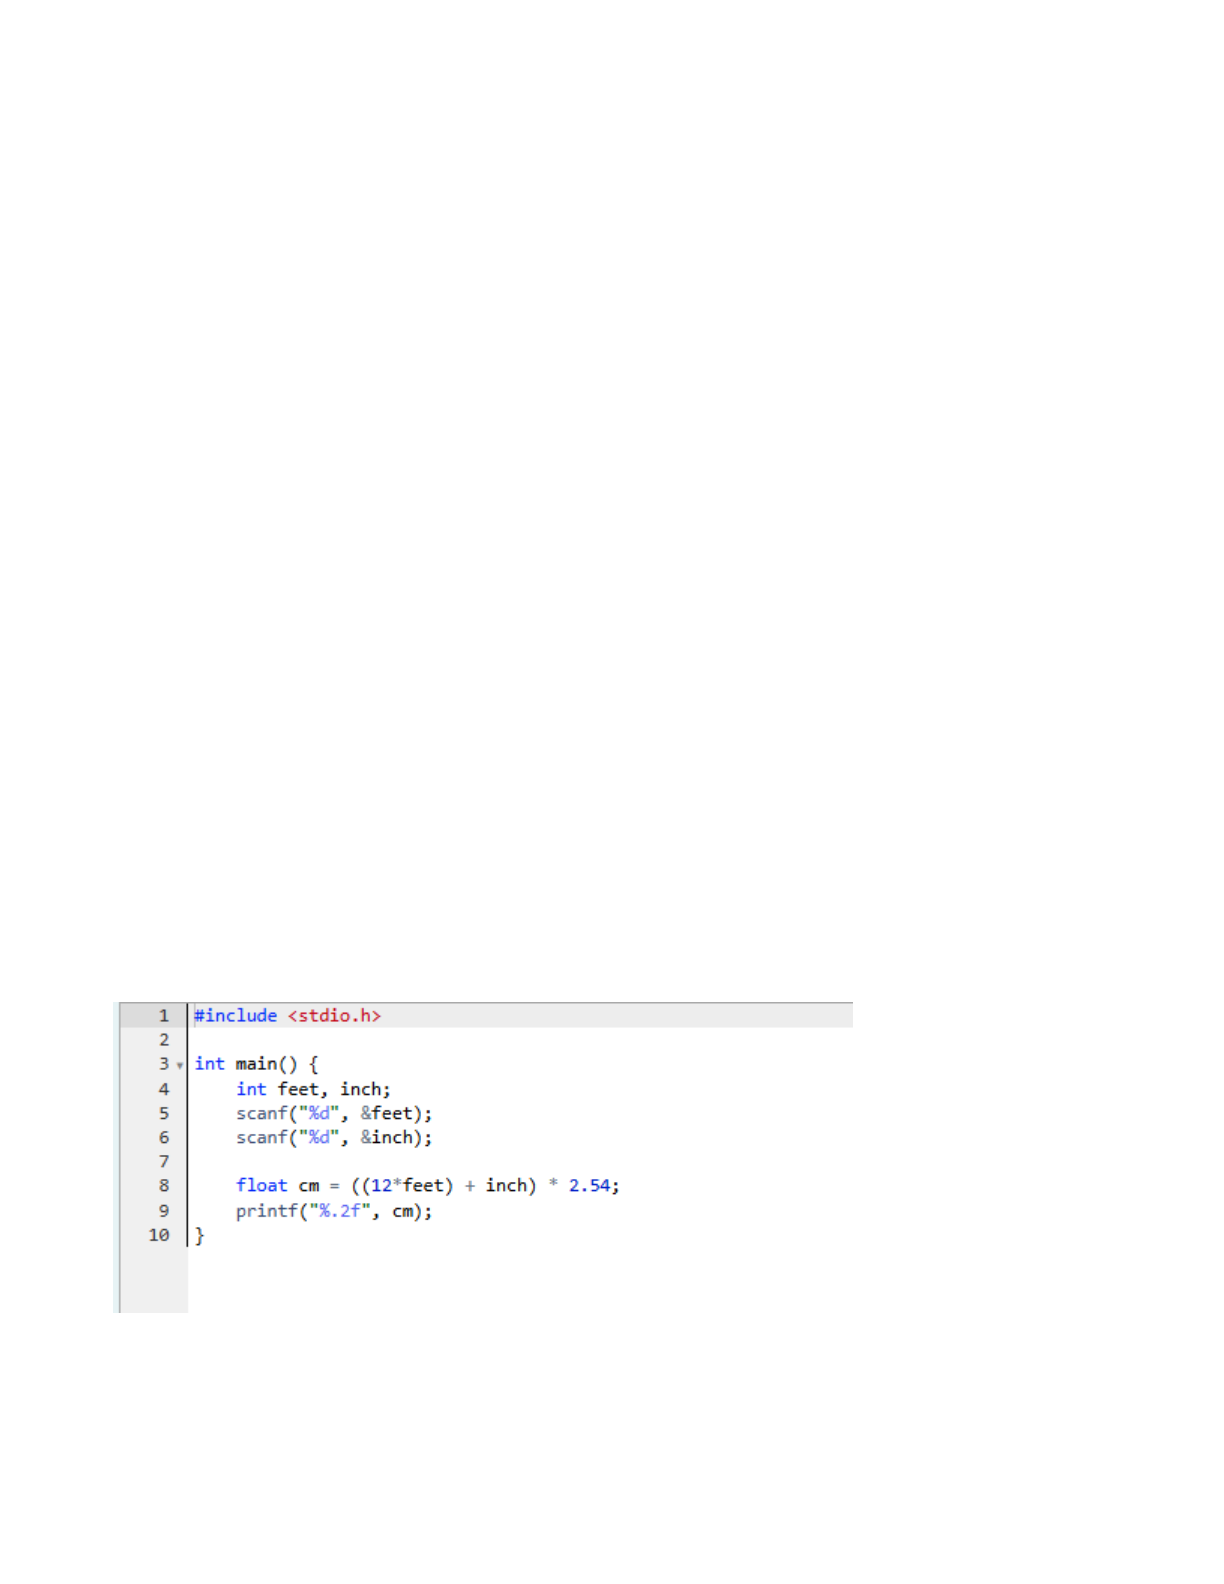 1 #include <stdio.h>
2
3 int main() {
4     int feet, inch;
5     scanf("%d", &feet);
6     scanf("%d", &inch);
7
8     float cm = ((12*feet) + inch) * 2.54;
9     printf("%.2f", cm);
10 }